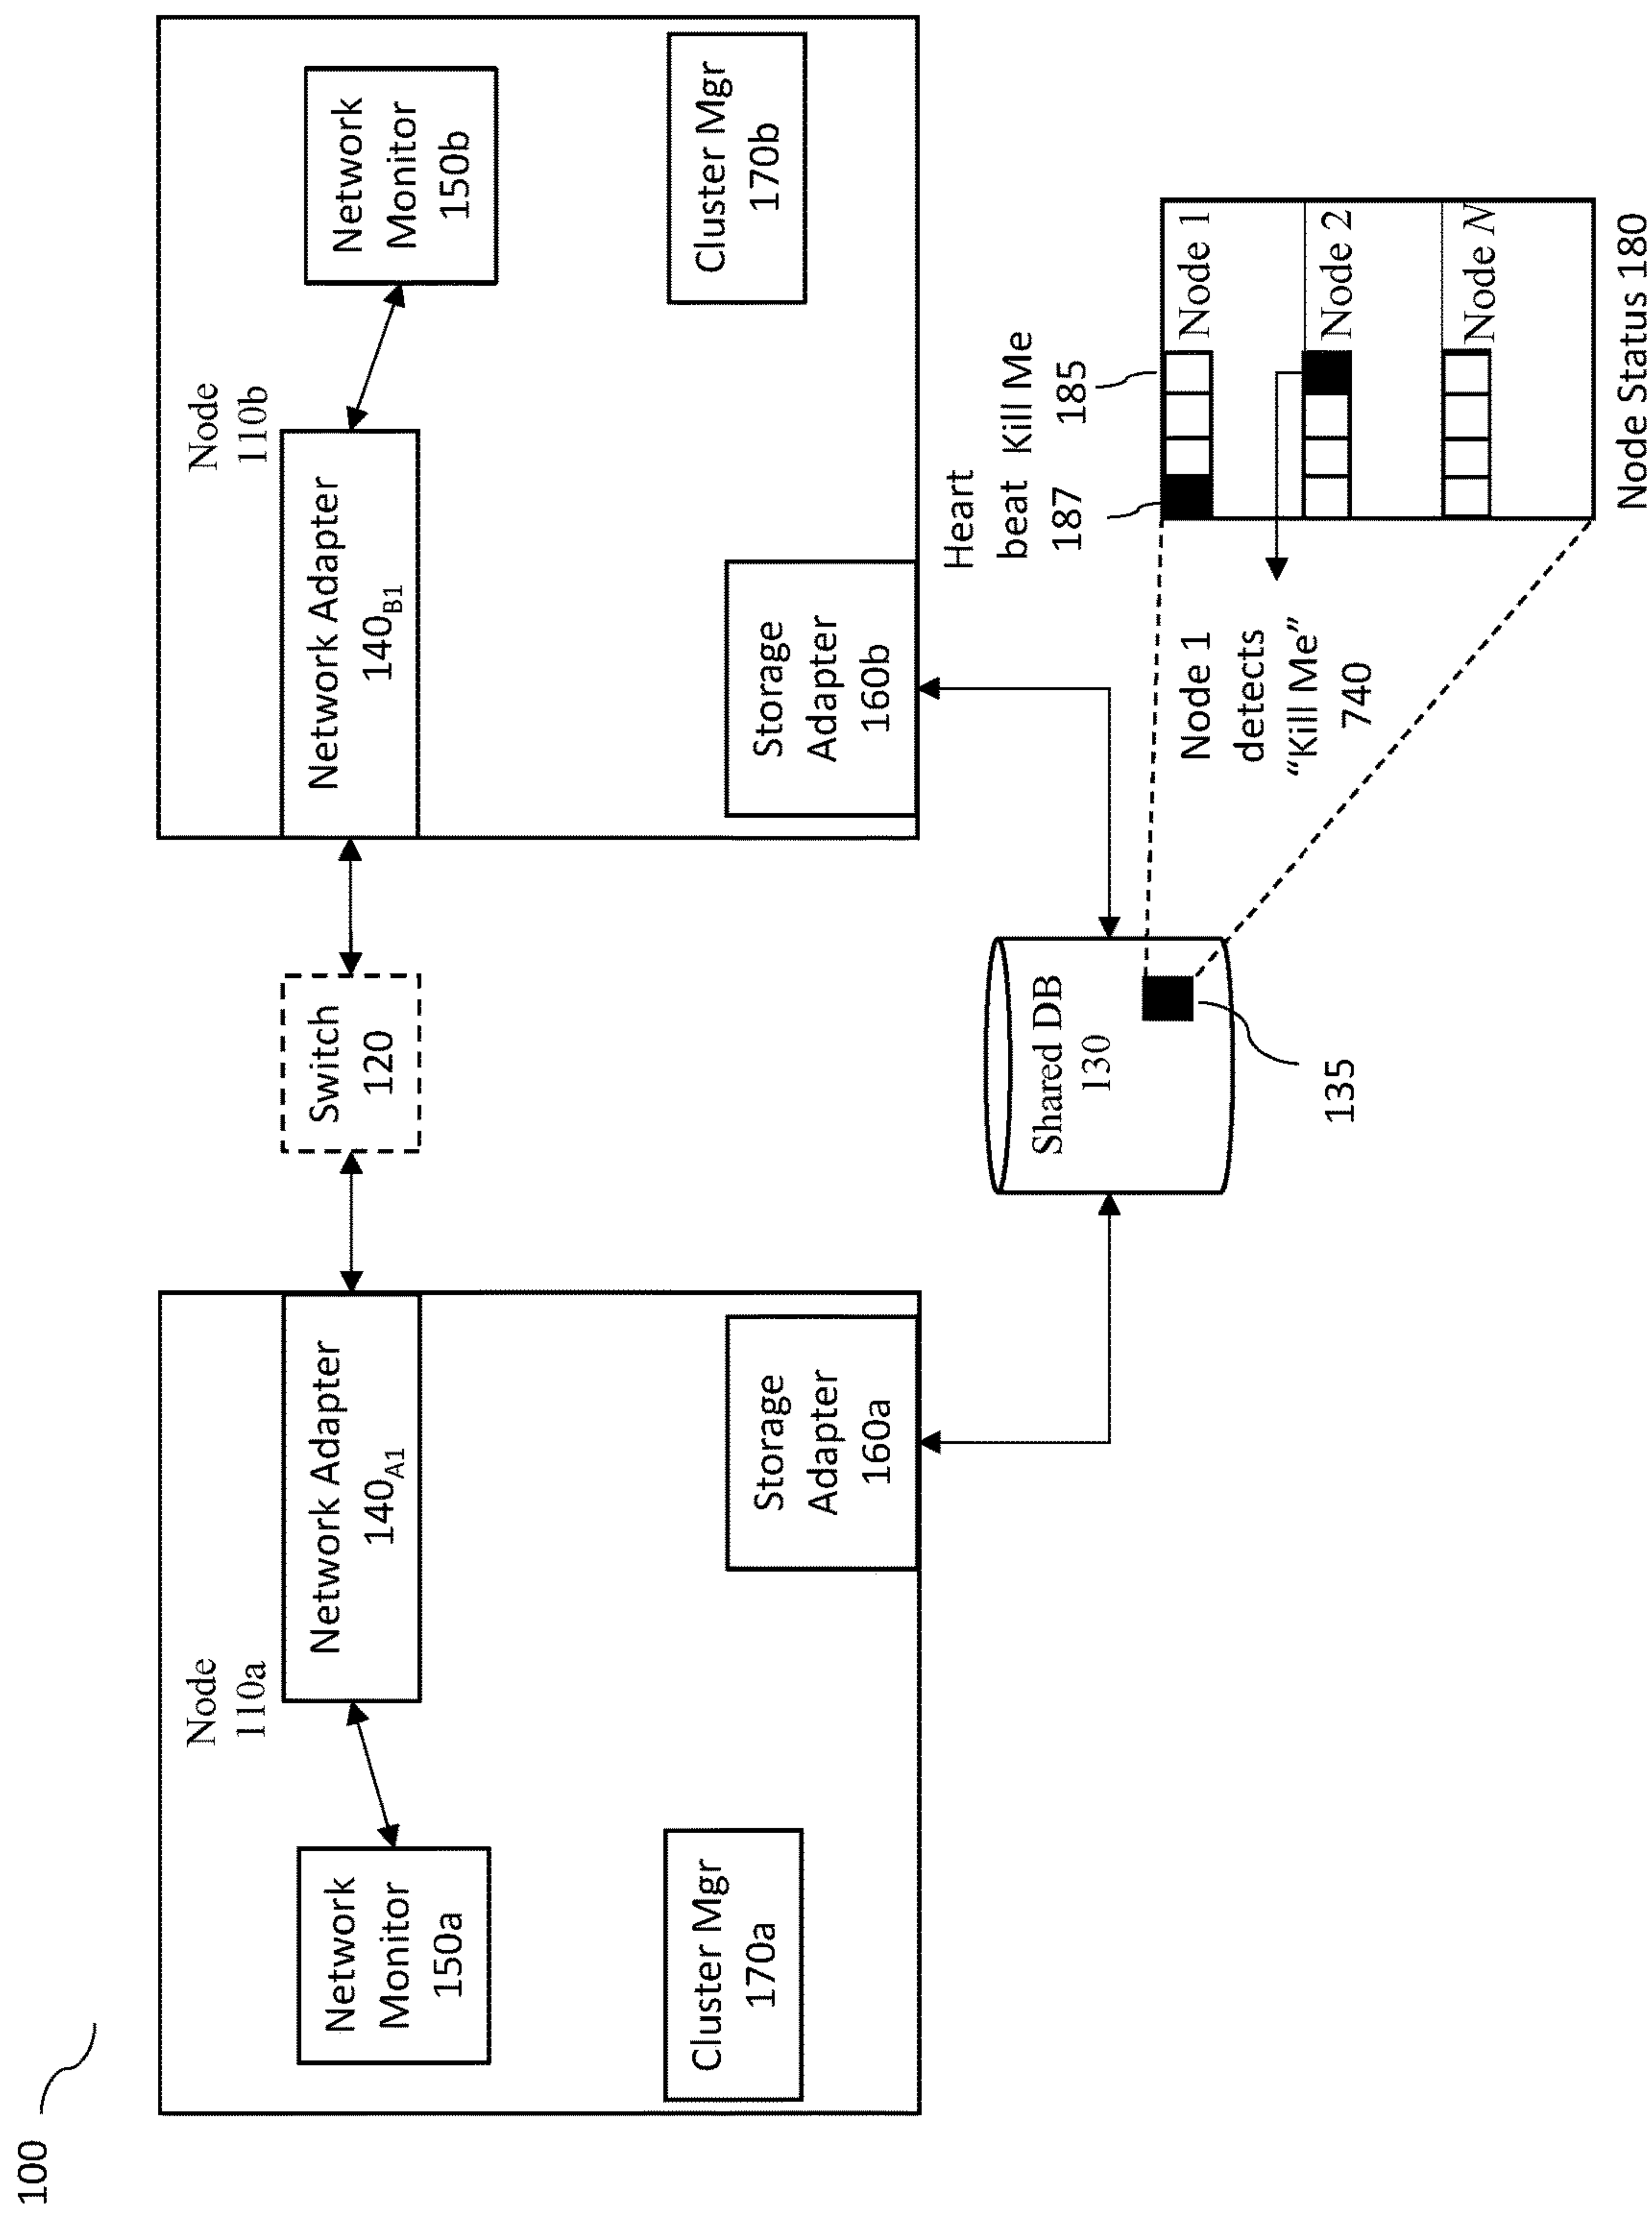 100
Node
110a
Network
Monitor
150a
Network Adapter
140A1
Cluster Mgr
170a
Storage
Adapter
160a
Switch
120
Node
110b
Network Adapter
140B1
Network
Monitor
150b
Storage
Adapter
160b
Cluster Mgr
170b
Shared DB
130
135
Heart
beat
187
Kill Me
185
Node 1
detects
“Kill Me”
740
Node 1
Node 2
Node N
Node Status 180